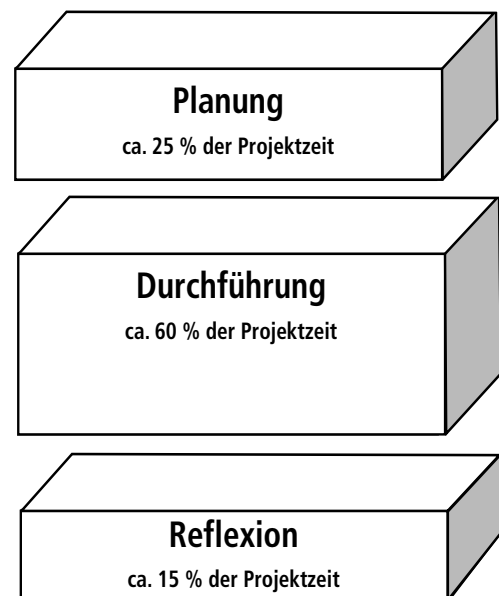 Planung
ca. 25 % der Projektzeit
Durchführung
ca. 60 % der Projektzeit
Reflexion
ca. 15 % der Projektzeit